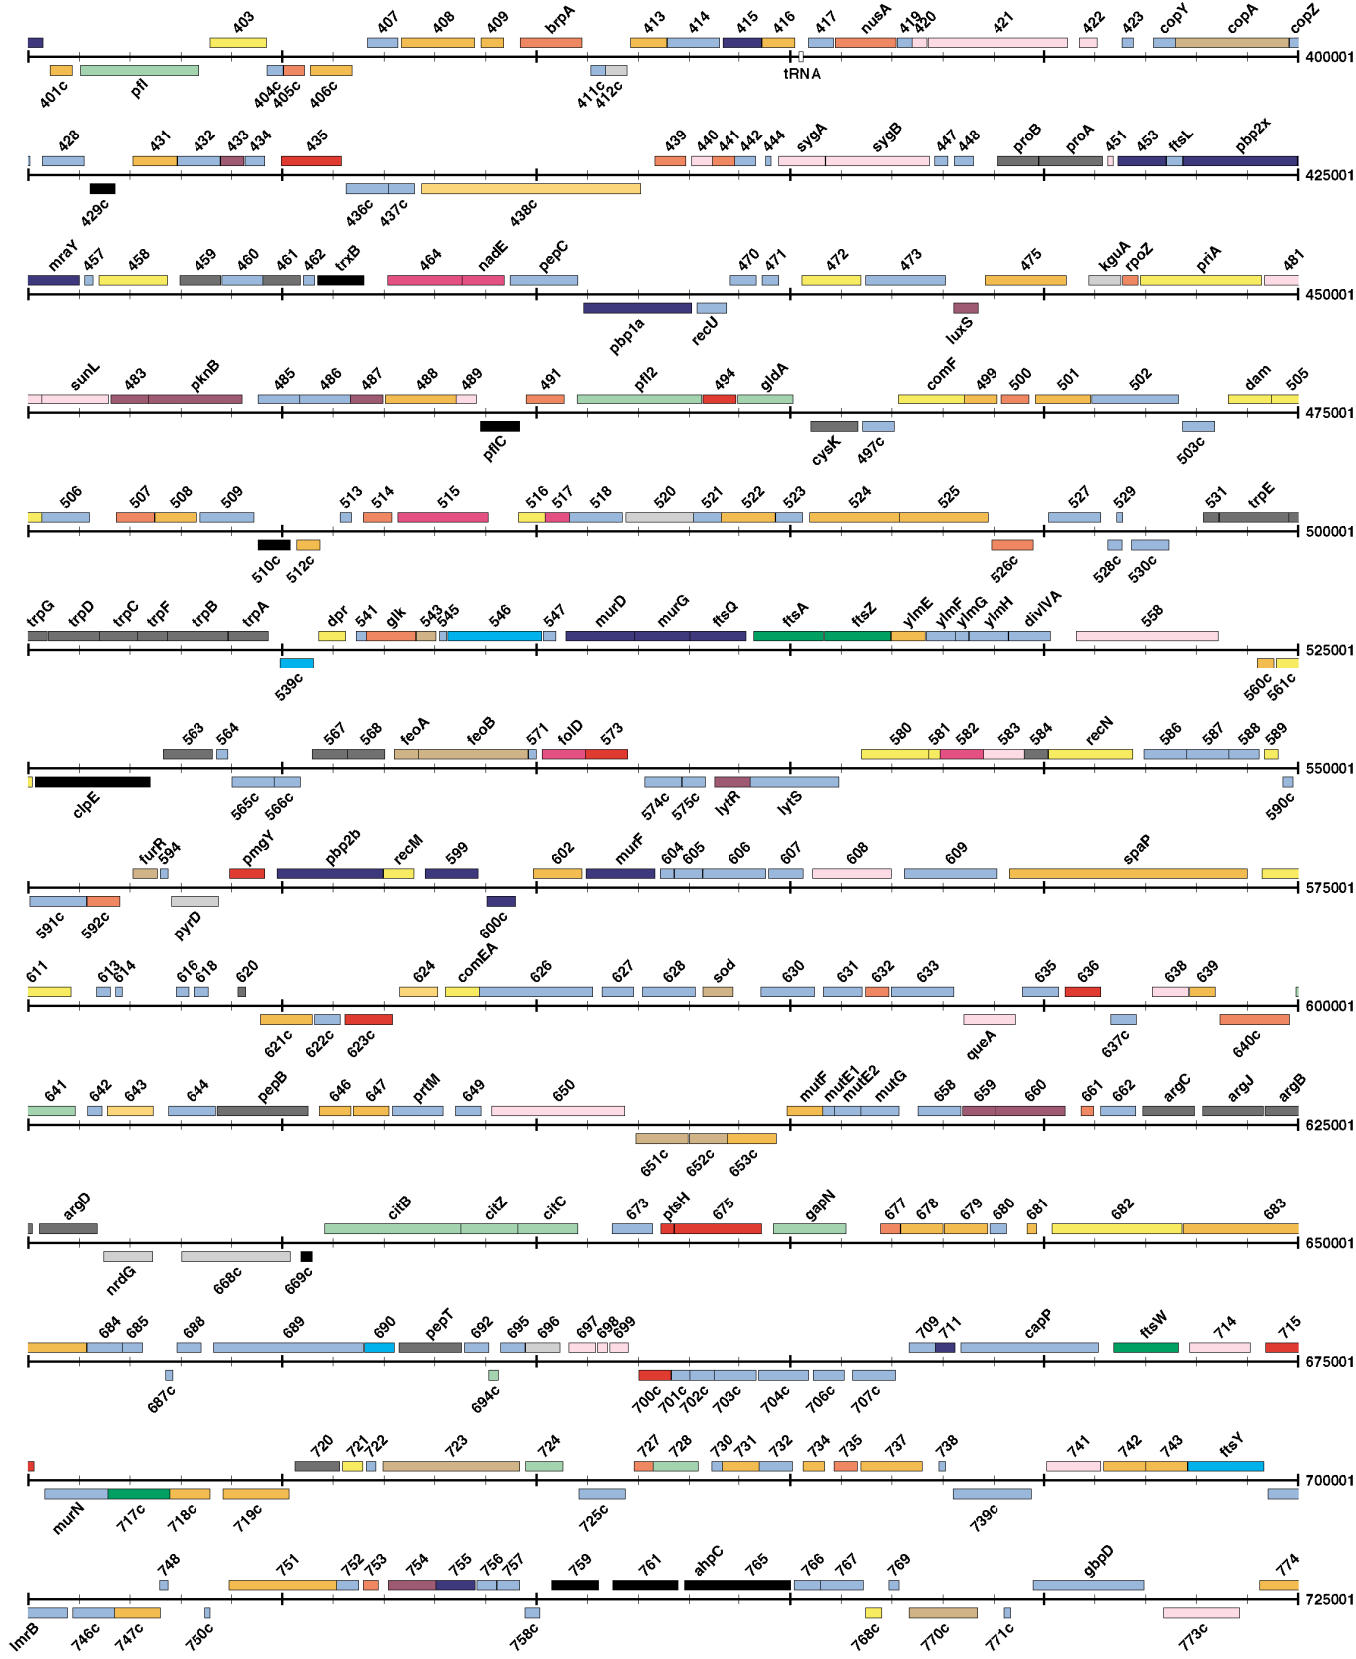 403 407 408 409 brpA 413 414 415 416 417 nusA 419 420 421 422 423 copY copA copZ
400001
401c pfl 404c 405c 406c 411c 412c tRNA
428 431 432 433 434 435 439 440 441 442 444 sygA sygB 447 448 proB proA 451 453 ftsL pbp2x
425001
429c 436c 437c 438c
mraY 457 458 459 460 461 462 trxB 464 nadE pepC 470 471 472 473 475 kguA rpoZ priA 481
450001
pbp1a recU luxS
sunL 483 pknB 485 486 487 488 489 491 pfl2 494 gldA comF 499 500 501 502 dam 505
475001
pflC cysK 497c 503c
506 507 508 509 513 514 515 516 517 518 520 521 522 523 524 525 527 529 531 trpE
500001
510c 512c 526c 528c 530c
trpG trpD trpC trpF trpB trpA dpr 541 glk 543 545 546 547 murD murG ftsQ ftsA ftsZ ylmE ylmF ylmG ylmH divIVA 558
525001
539c 560c 561c
563 564 567 568 feoA feoB 571 folD 573 580 581 582 583 584 recN 586 587 588 589
550001
clpE 565c 566c 574c 575c lytR lytS 590c
furR 594 pmgY pbp2b recM 599 602 murF 604 605 606 607 608 609 spaP
575001
591c 592c pyrD 600c
611 613 614 616 618 620 624 comEA 626 627 628 sod 630 631 632 633 635 636 638 639
600001
621c 622c 623c queA 637c 640c
641 642 643 644 pepB 646 647 prtM 649 650 mutF mutE1 mutE2 mutG 658 659 660 661 662 argC argJ argB
625001
651c 652c 653c
argD citB citZ citC 673 ptsH 675 gapN 677 678 679 680 681 682 683
650001
nrdG 668c 669c
684 685 688 689 690 pepT 692 695 696 697 698 699 709 711 capP ftsW 714 715
675001
687c 694c 700c 701c 702c 703c 704c 706c 707c
720 721 722 723 724 727 728 730 731 732 734 735 737 738 741 742 743 ftsY
700001
murN 717c 718c 719c 725c 739c
748 751 752 753 754 755 756 757 759 761 ahpC 765 766 767 769 gbpD 774
725001
lmrB 746c 747c 750c 758c 768c 770c 771c 773c